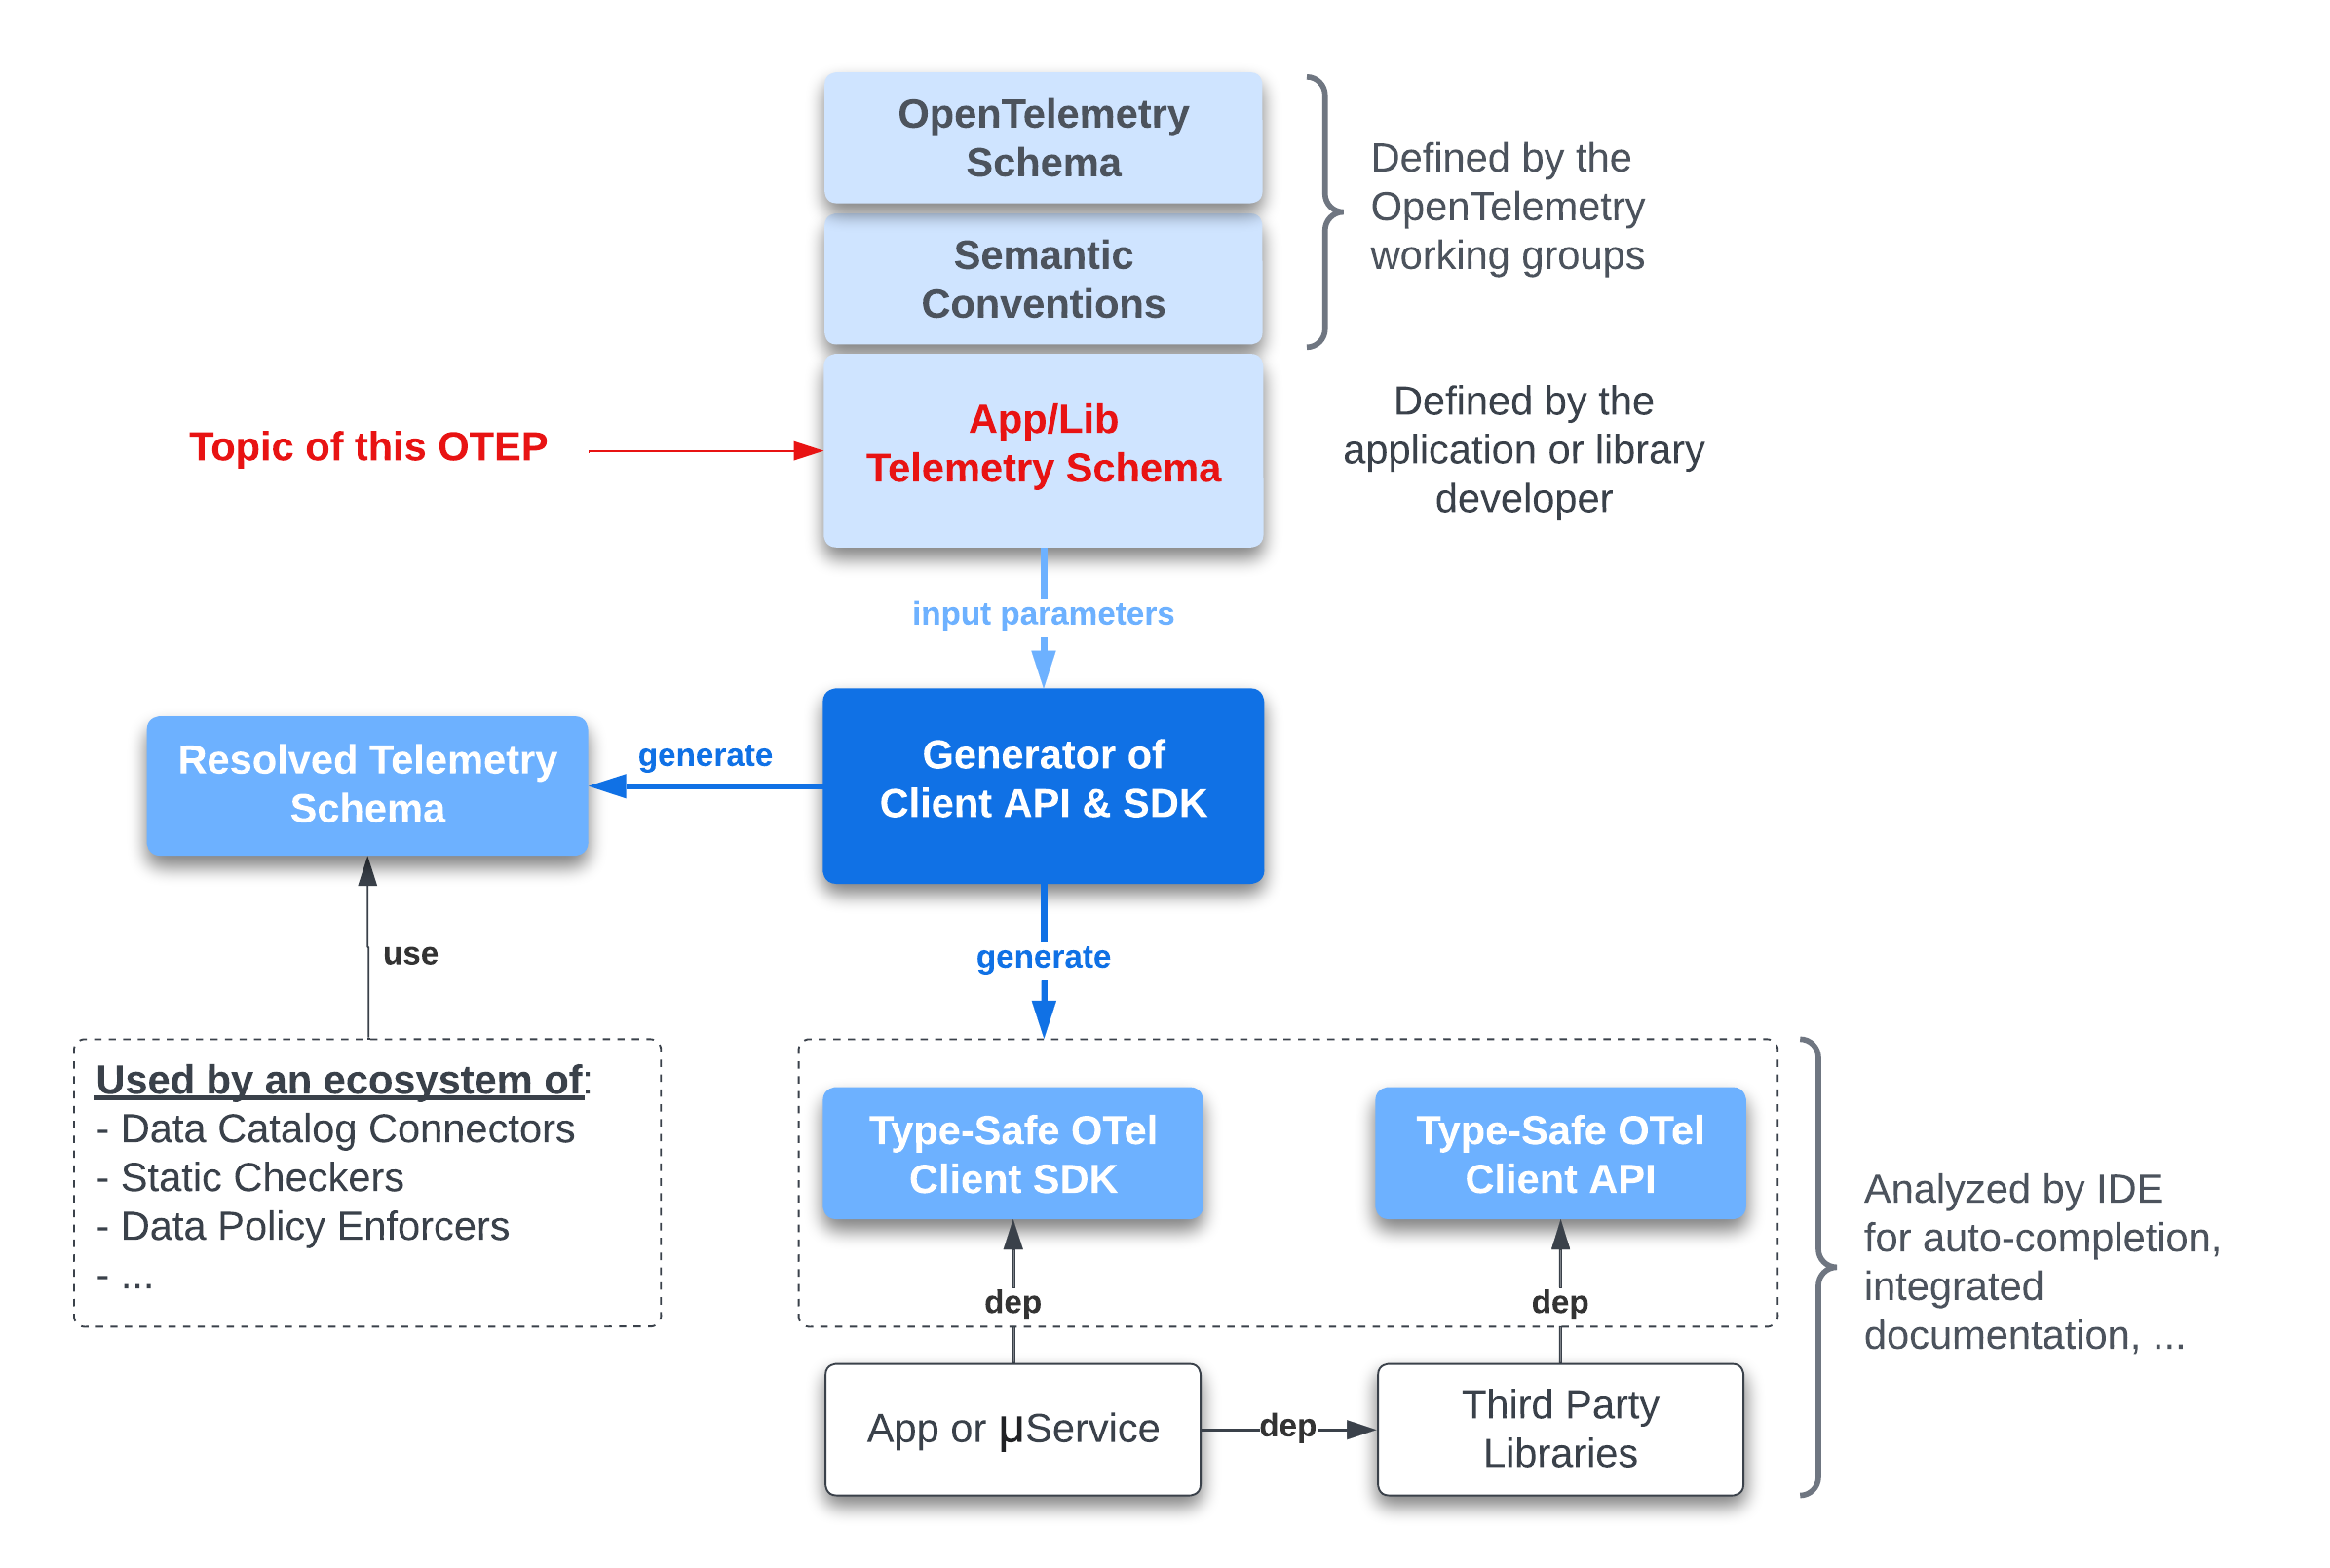 OpenTelemetry
Schema
Semantic
Conventions
Defined by the
OpenTelemetry
working groups
Topic of this OTEP
App/Lib
Telemetry Schema
Defined by the
application or library
developer
input parameters
Resolved Telemetry
Schema
generate
Generator of
Client API & SDK
use
generate
Used by an ecosystem of:
- Data Catalog Connectors
- Static Checkers
- Data Policy Enforcers
- ...
Type-Safe OTel
Client SDK
Type-Safe OTel
Client API
dep
dep
App or µService
dep
Third Party
Libraries
Analyzed by IDE
for auto-completion,
integrated
documentation, ...